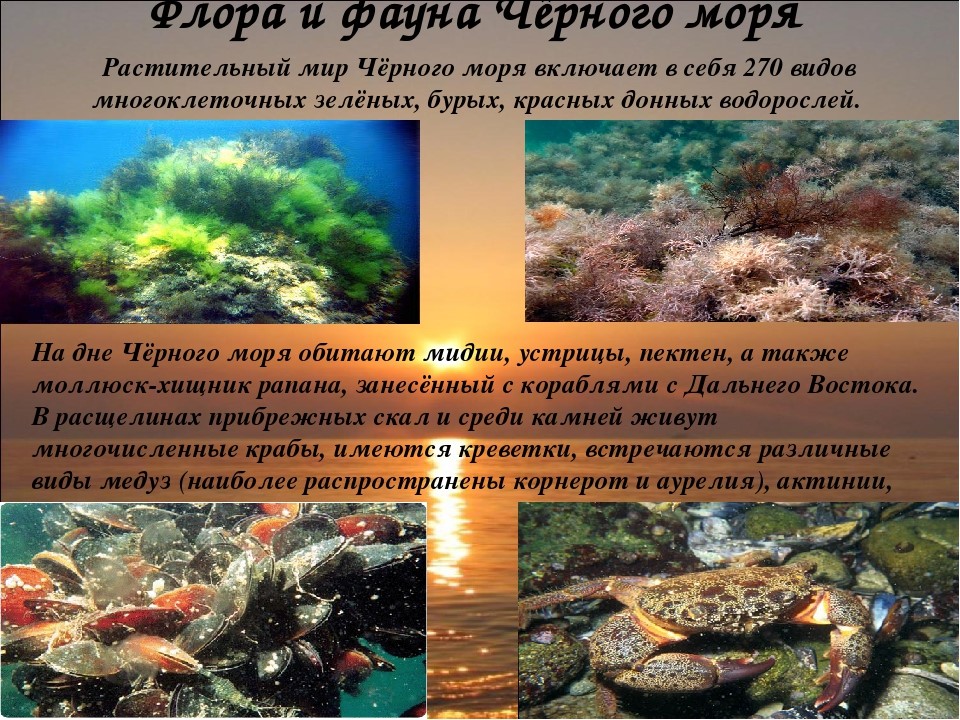 Флора и фауна Чёрного моря
Растительный мир Чёрного моря включает в себя 270 видов
многоклеточных зелёных, бурых, красных донных водорослей.
На дне Чёрного моря обитают мидии, устрицы, пектен, а также
моллюск-хищник рапана, занесённый с кораблями с Дальнего Востока.
В расщелинах прибрежных скал и среди камней живут
многочисленные крабы, имеются креветки, встречаются различные
виды медуз (наиболее распространены корнерот и аурелия), актинии,